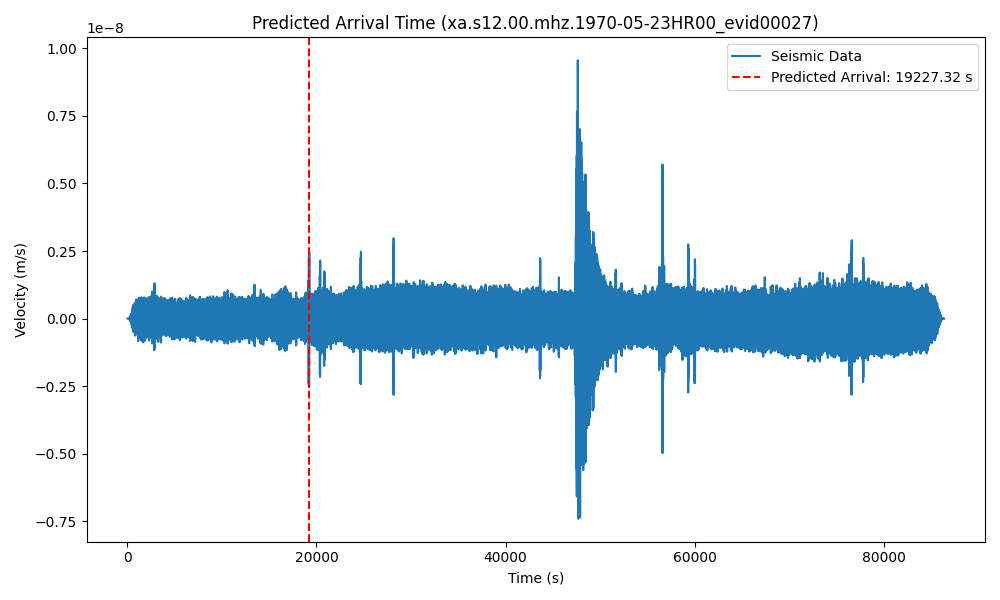 Predicted Arrival Time (xa.s12.00.mhz.1970-05-23HR00_evid00027)
1e−8
Seismic Data
Predicted Arrival: 19227.32 s
1.00
0.75
0.50
0.25
0.00
−0.25
−0.50
−0.75
Velocity (m/s)
0 20000 40000 60000 80000
Time (s)